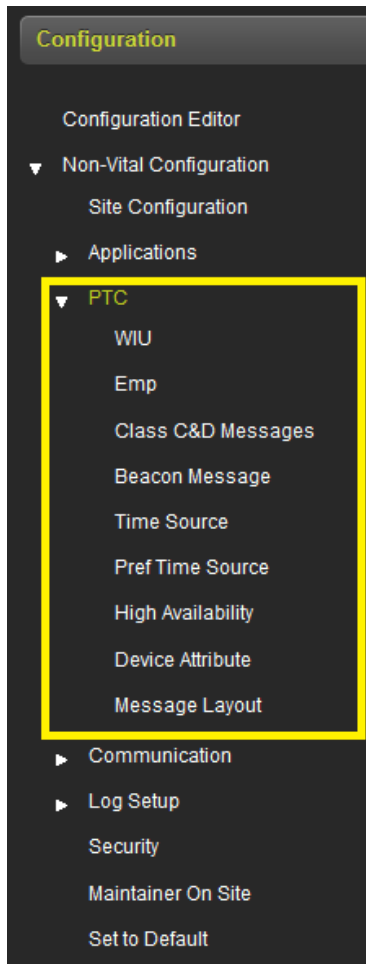 Configuration
Configuration Editor
Non-Vital Configuration
Site Configuration
Applications
PTC
WIU
Emp
Class C&D Messages
Beacon Message
Time Source
Pref Time Source
High Availability
Device Attribute
Message Layout
Communication
Log Setup
Security
Maintainer On Site
Set to Default